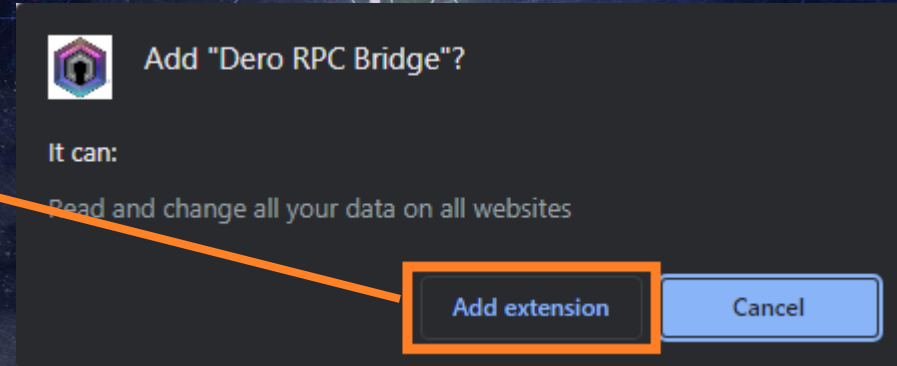 Add "Dero RPC Bridge"?
It can:
Read and change all your data on all websites
Add extension
Cancel